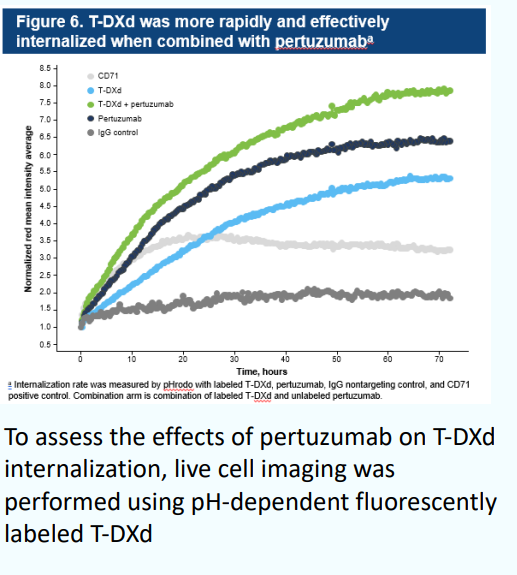 Figure 6. T-DXd was more rapidly and effectively
internalized when combined with pertuzumabª
8.5
8.0
7.5
7.0
6.5
6.0
5.5
5.0
4.5
4.0
3.5
3.0
2.5
2.0
1.5
1.0
0.5
Normalized red mean intensity average
CD71
T-DXd
T-DXd + pertuzumab
Pertuzumab
IgG control
0 10 20 30 40 50 60 70
Time, hours
ª Internalization rate was measured by pHrodo with labeled T-DXd, pertuzumab, IgG nontargeting control, and CD71
positive control. Combination arm is combination of labeled T-DXd and unlabeled pertuzumab.
To assess the effects of pertuzumab on T-DXd
internalization, live cell imaging was
performed using pH-dependent fluorescently
labeled T-DXd